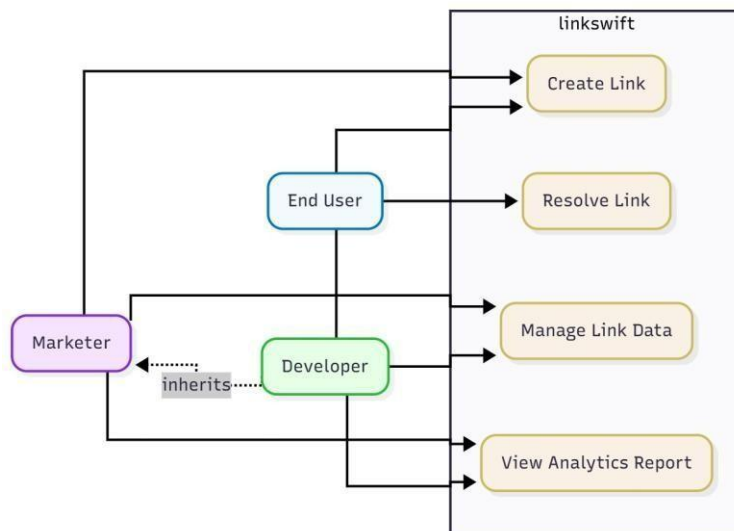 linkswift
Create Link
End User
Resolve Link
Marketer
Manage Link Data
Developer
inherits
View Analytics Report